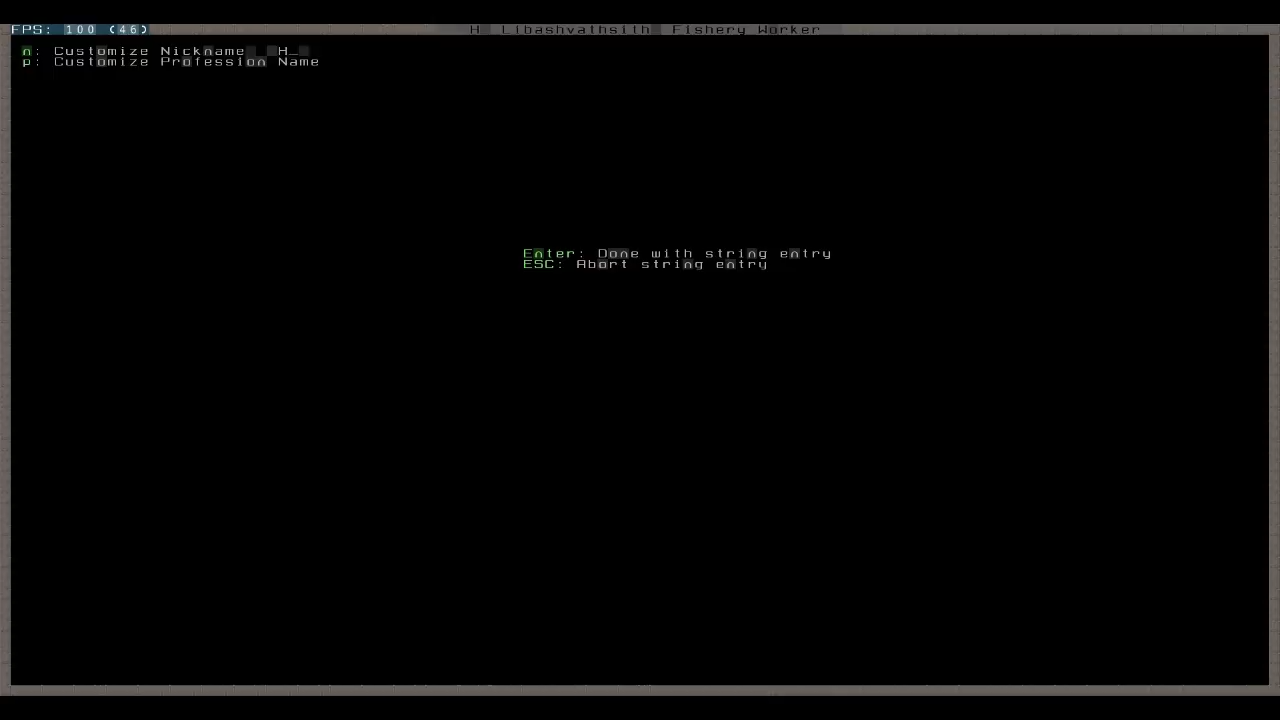 FPS: 100 (46)
H Libashvathsith Fishery Worker
n: Customize Nickname H_
p: Customize Profession Name
Enter: Done with string entry
ESC: Abort string entry